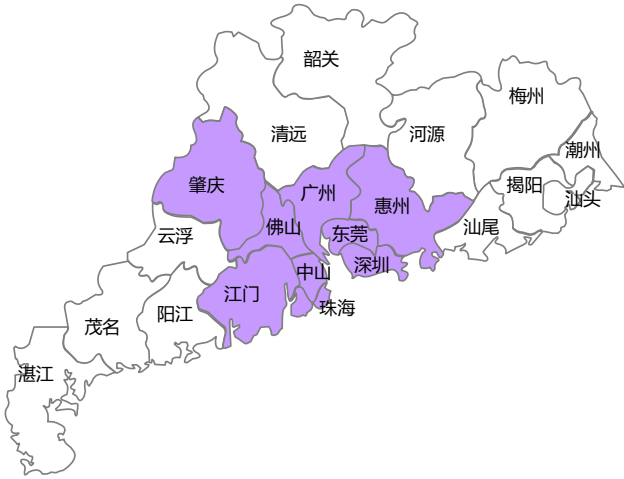 韶关
梅州
清远
河源
潮州
肇庆
广州
揭阳
惠州
汕头
佛山
东莞
汕尾
云浮
深圳
中山
江门
珠海
阳江
茂名
湛江